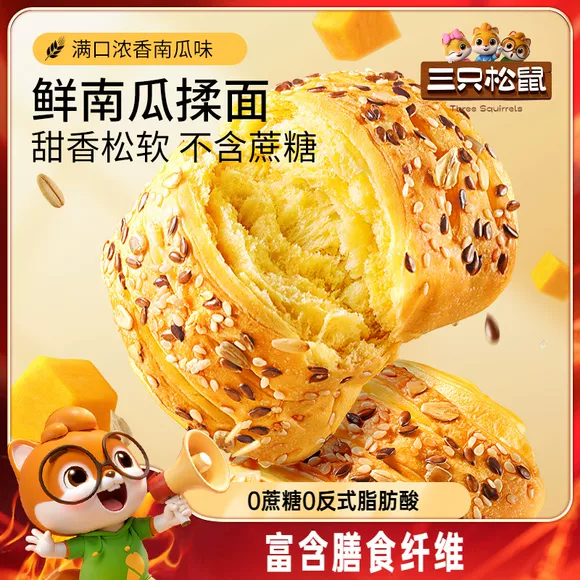 满口浓香南瓜味
三只松鼠
Three Squirrels
鲜南瓜揉面
甜香松软 不含蔗糖
0蔗糖0反式脂肪酸
富含膳食纤维